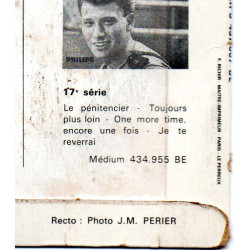 PHILIPS
17e série
Le pénitencier - Toujours
plus loin - One more time,
encore une fois - Je te
reverrai
Médium 434.955 BE
Recto : Photo J.M. PERIER